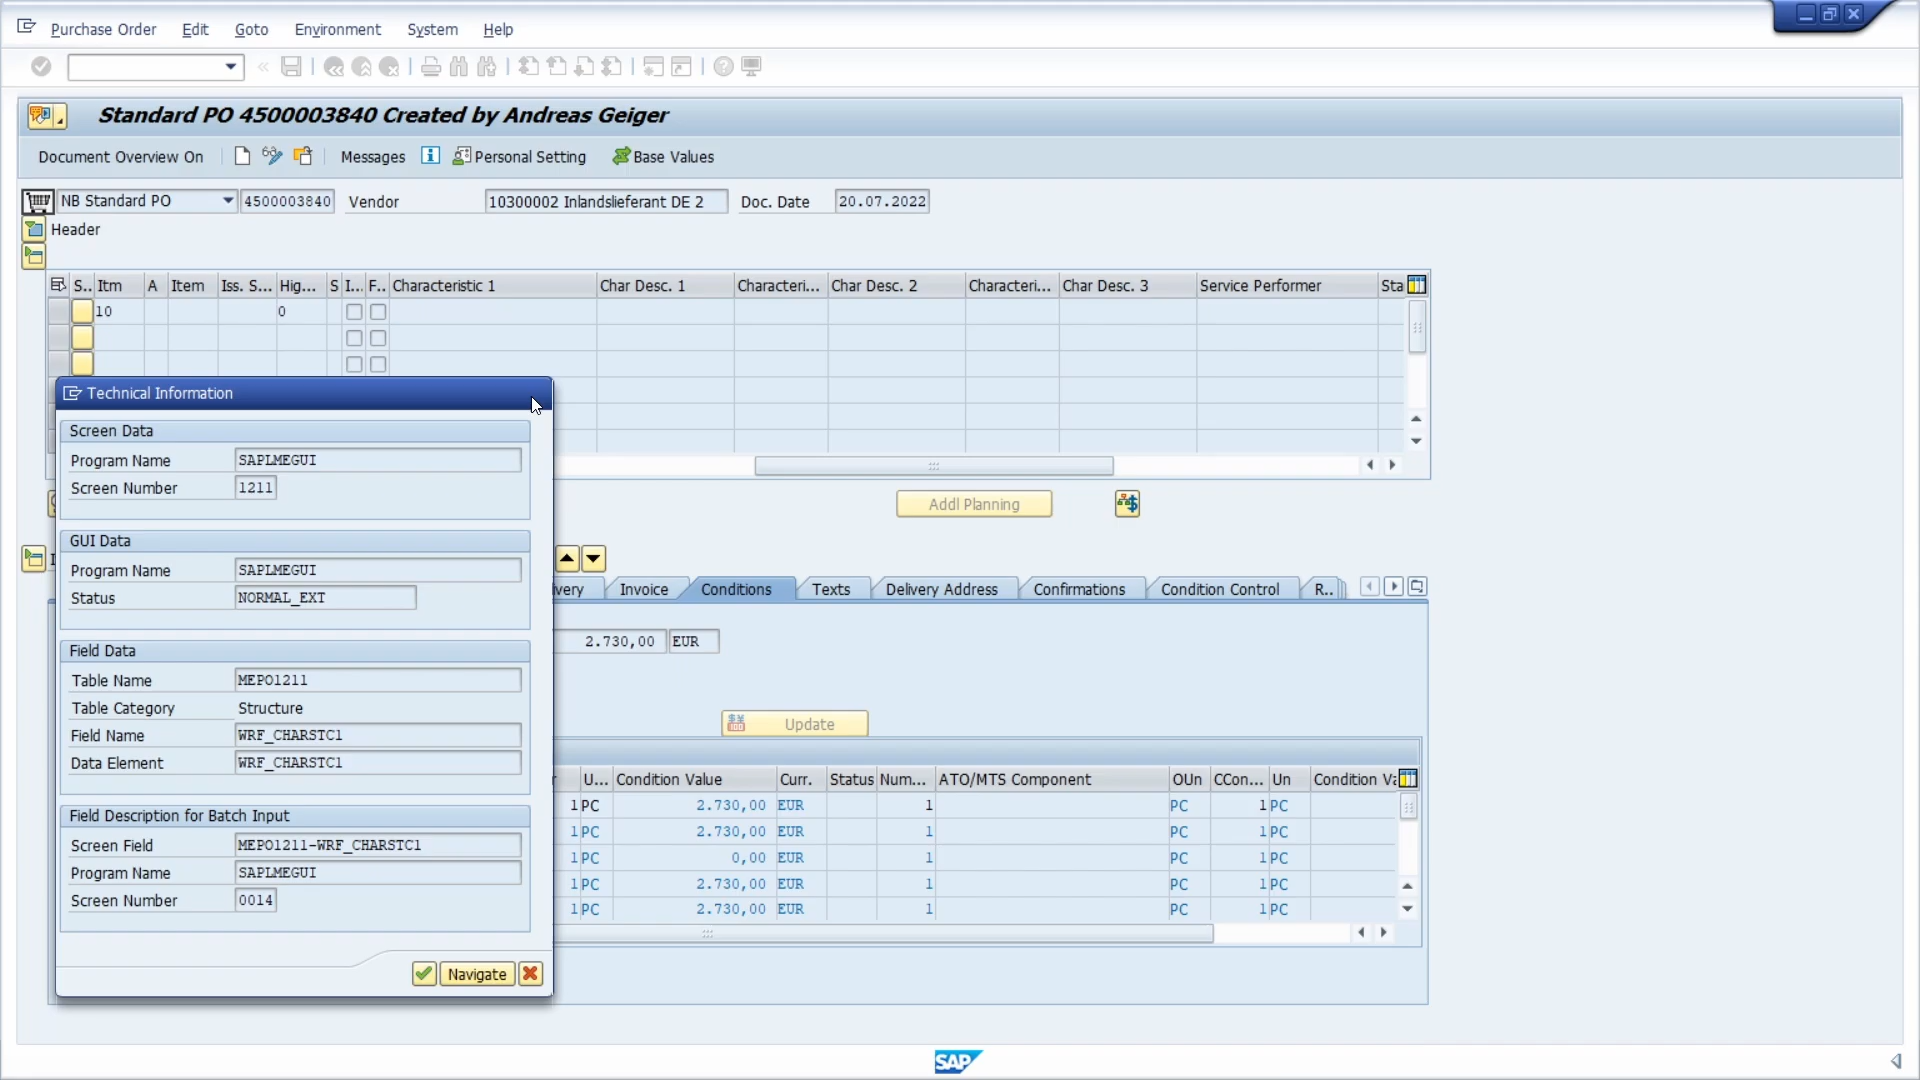 Purchase Order Edit Goto Environment System Help
Standard PO 4500003840 Created by Andreas Geiger
Document Overview On Messages Personal Setting Base Values
NB Standard PO 4500003840 Vendor 10300002 Inlandslieferant DE 2 Doc. Date 20.07.2022
Header
S.. Itm A Item Iss. S... Hig... S I... F.. Characteristic 1 Char Desc. 1 Characteri... Char Desc. 2 Characteri... Char Desc. 3 Service Performer Sta
10 0
Technical Information
Screen Data
Program Name SAPLMEGUI
Screen Number 1211
Addl Planning
GUI Data
Program Name SAPLMEGUI
Status NORMAL_EXT
very Invoice Conditions Texts Delivery Address Confirmations Condition Control R..
2.730,00 EUR
Field Data
Table Name MEPO1211
Table Category Structure
Field Name WRF_CHARSTC1
Data Element WRF_CHARSTC1
Update
r U... Condition Value Curr. Status Num... ATO/MTS Component OUn CCon... Un Condition Va
1 PC 2.730,00 EUR 1 PC 1 PC
1 PC 2.730,00 EUR 1 PC 1 PC
1 PC 0,00 EUR 1 PC 1 PC
1 PC 2.730,00 EUR 1 PC 1 PC
1 PC 2.730,00 EUR 1 PC 1 PC
Field Description for Batch Input
Screen Field MEPO1211-WRF_CHARSTC1
Program Name SAPLMEGUI
Screen Number 0014
Navigate
SAP